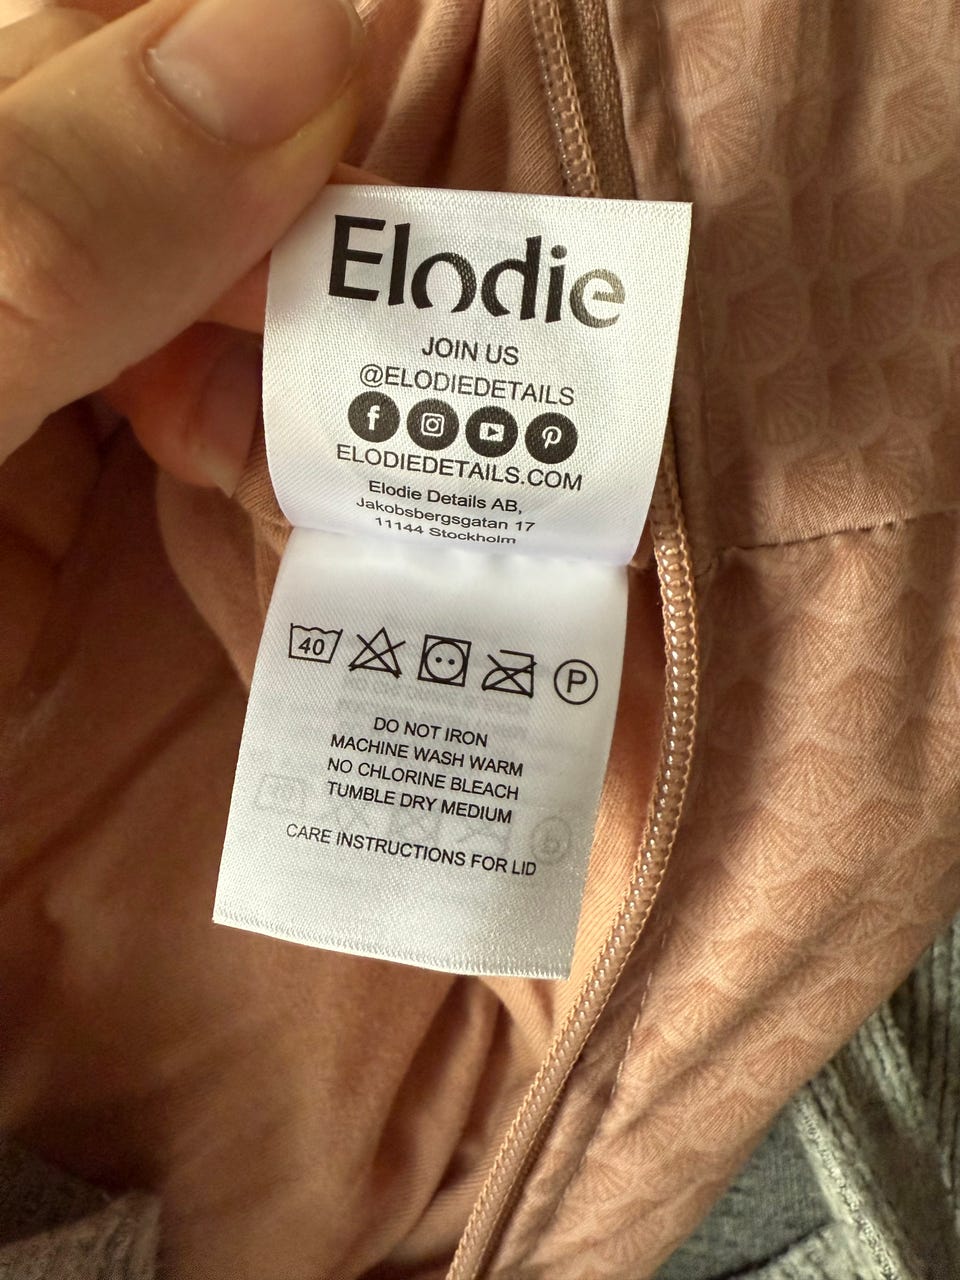 Elodie
JOIN US
@ELODIEDETAILS
ELODIEDETAILS.COM
Elodie Details AB,
Jakobsbergsgatan 17
11144 Stockholm
40
P
DO NOT IRON
MACHINE WASH WARM
NO CHLORINE BLEACH
TUMBLE DRY MEDIUM
CARE INSTRUCTIONS FOR LID